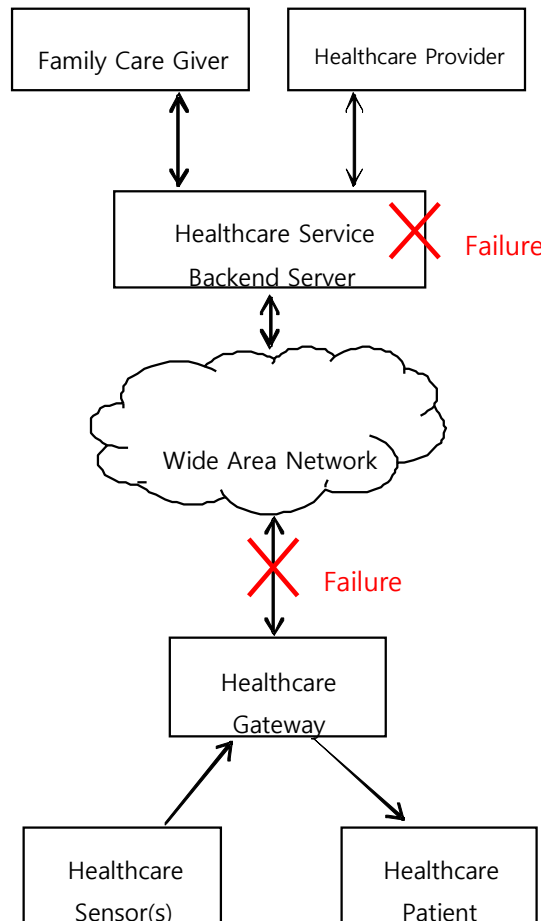 Family Care Giver
Healthcare Provider
Healthcare Service
Backend Server
Failure
Wide Area Network
Failure
Healthcare
Gateway
Healthcare
Sensor(s)
Healthcare
Patient